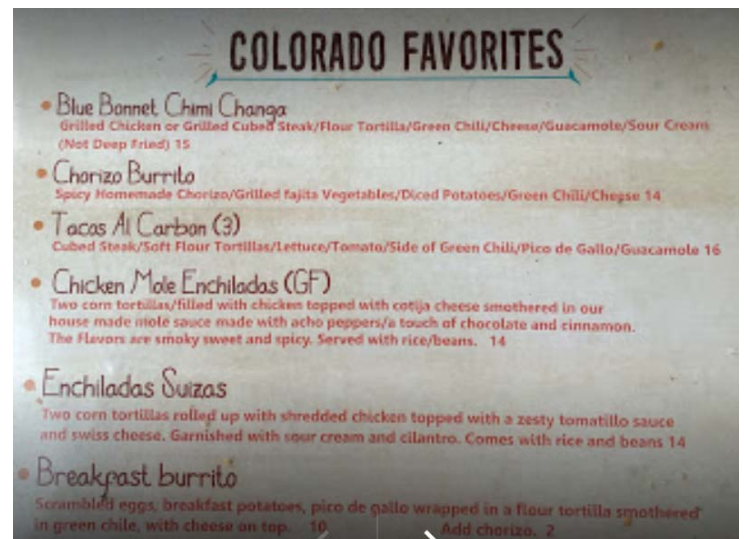 COLORADO FAVORITES
Blue Bonnet Chimi Changa
Grilled Chicken or Grilled Cubed Steak/Flour Tortilla/Green Chili/Cheese/Guacamole/Sour Cream
(Not Deep Fried) 15
Chorizo Burrito
Spicy Homemade Chorizo/Grilled fajita Vegetables/Diced Potatoes/Green Chili/Cheese 14
Tacos Al Carbon (3)
Cubed Steak/Soft Flour Tortillas/Lettuce/Tomato/Side of Green Chili/Pico de Gallo/Guacamole 16
Chicken Mole Enchiladas (GF)
Two corn tortillas/filled with chicken topped with cotija cheese smothered in our
house made mole sauce made with acho peppers/a touch of chocolate and cinnamon.
The Flavors are smoky sweet and spicy. Served with rice/beans. 14
Enchiladas Suizas
Two corn tortillas rolled up with shredded chicken topped with a zesty tomatillo sauce
and swiss cheese. Garnished with sour cream and cilantro. Comes with rice and beans 14
Breakfast burrito
Scrambled eggs, breakfast potatoes, pico de gallo wrapped in a flour tortilla smothered
in green chile, with cheese on top. 10 Add chorizo. 2